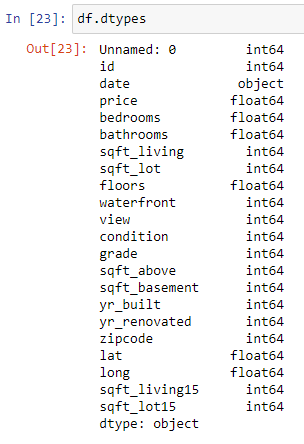 In [23]: df.dtypes
Out[23]: Unnamed: 0 int64
id int64
date object
price float64
bedrooms float64
bathrooms float64
sqft_living int64
sqft_lot int64
floors float64
waterfront int64
view int64
condition int64
grade int64
sqft_above int64
sqft_basement int64
yr_built int64
yr_renovated int64
zipcode int64
lat float64
long float64
sqft_living15 int64
sqft_lot15 int64
dtype: object